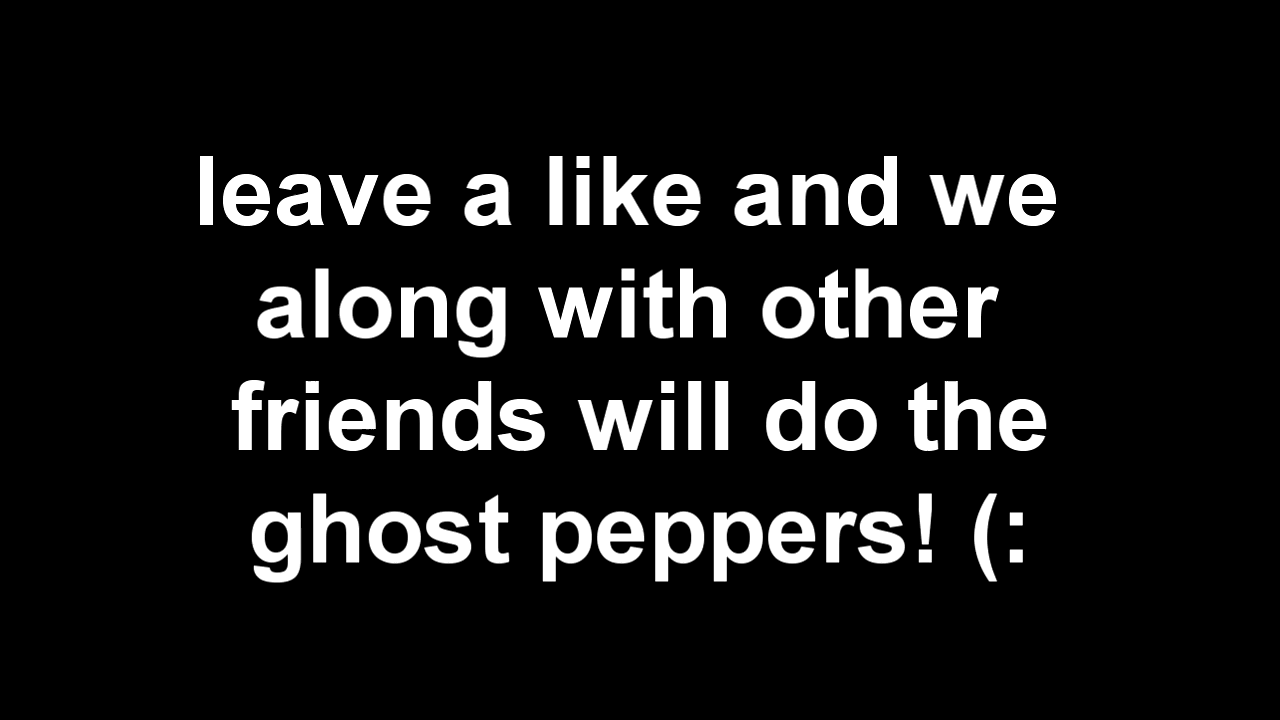 leave a like and we
along with other
friends will do the
ghost peppers! (: